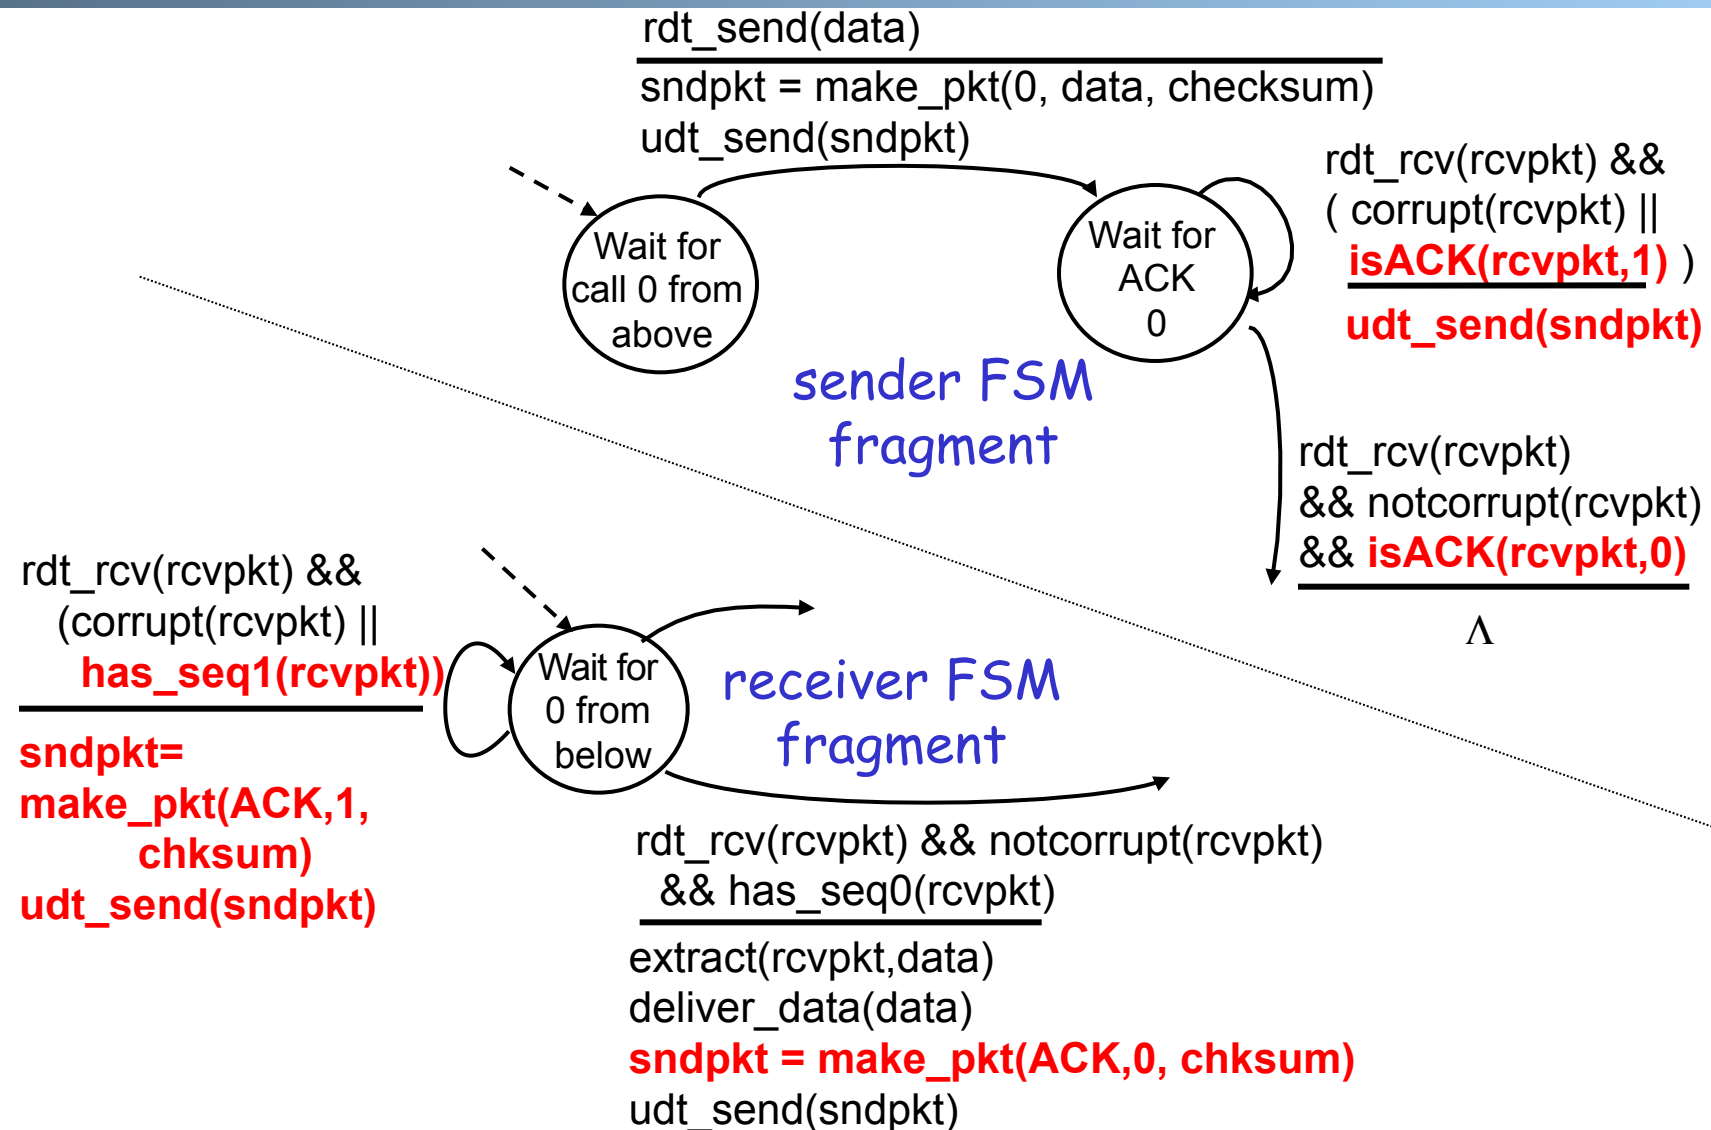 rdt_send(data)
sndpkt = make_pkt(0, data, checksum)
udt_send(sndpkt)
Wait for
call 0 from
above
Wait for
ACK
0
rdt_rcv(rcvpkt) &&
( corrupt(rcvpkt) ||
isACK(rcvpkt,1) )
udt_send(sndpkt)
sender FSM
fragment
rdt_rcv(rcvpkt)
&& notcorrupt(rcvpkt)
&& isACK(rcvpkt,0)
Λ
rdt_rcv(rcvpkt) &&
(corrupt(rcvpkt) ||
has_seq1(rcvpkt))
sndpkt=
make_pkt(ACK,1,
chksum)
udt_send(sndpkt)
Wait for
0 from
below
receiver FSM
fragment
rdt_rcv(rcvpkt) && notcorrupt(rcvpkt)
&& has_seq0(rcvpkt)
extract(rcvpkt,data)
deliver_data(data)
sndpkt = make_pkt(ACK,0, chksum)
udt_send(sndpkt)